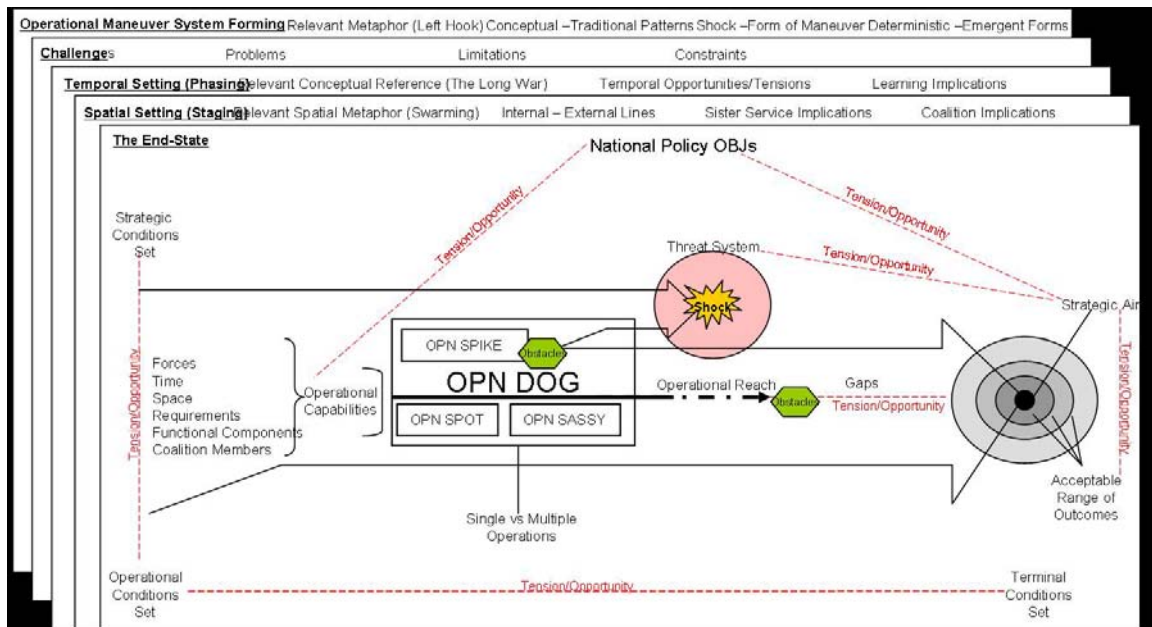 Operational Maneuver System Forming Relevant Metaphor (Left Hook) Conceptual –Traditional Patterns Shock –Form of Maneuver Deterministic –Emergent Forms
Challenges Problems Limitations Constraints
Temporal Setting (Phasing) Relevant Conceptual Reference (The Long War) Temporal Opportunities/Tensions Learning Implications
Spatial Setting (Staging) Relevant Spatial Metaphor (Swarming) Internal – External Lines Sister Service Implications Coalition Implications
The End-State
National Policy OBJs
Tension/Opportunity
Tension/Opportunity
Strategic
Conditions
Set
Threat System
Tension/Opportunity
Shock
Strategic Aim
OPN SPIKE
Obstacles
OPN DOG
OPN SPOT
OPN SASSY
Tension/Opportunity
Forces
Time
Space
Requirements
Functional Components
Coalition Members
Operational
Capabilities
Operational Reach
Obstacles
Gaps
Tension/Opportunity
Tension/Opportunity
Acceptable
Range of
Outcomes
Single vs Multiple
Operations
Operational
Conditions
Set
Tension/Opportunity
Terminal
Conditions
Set